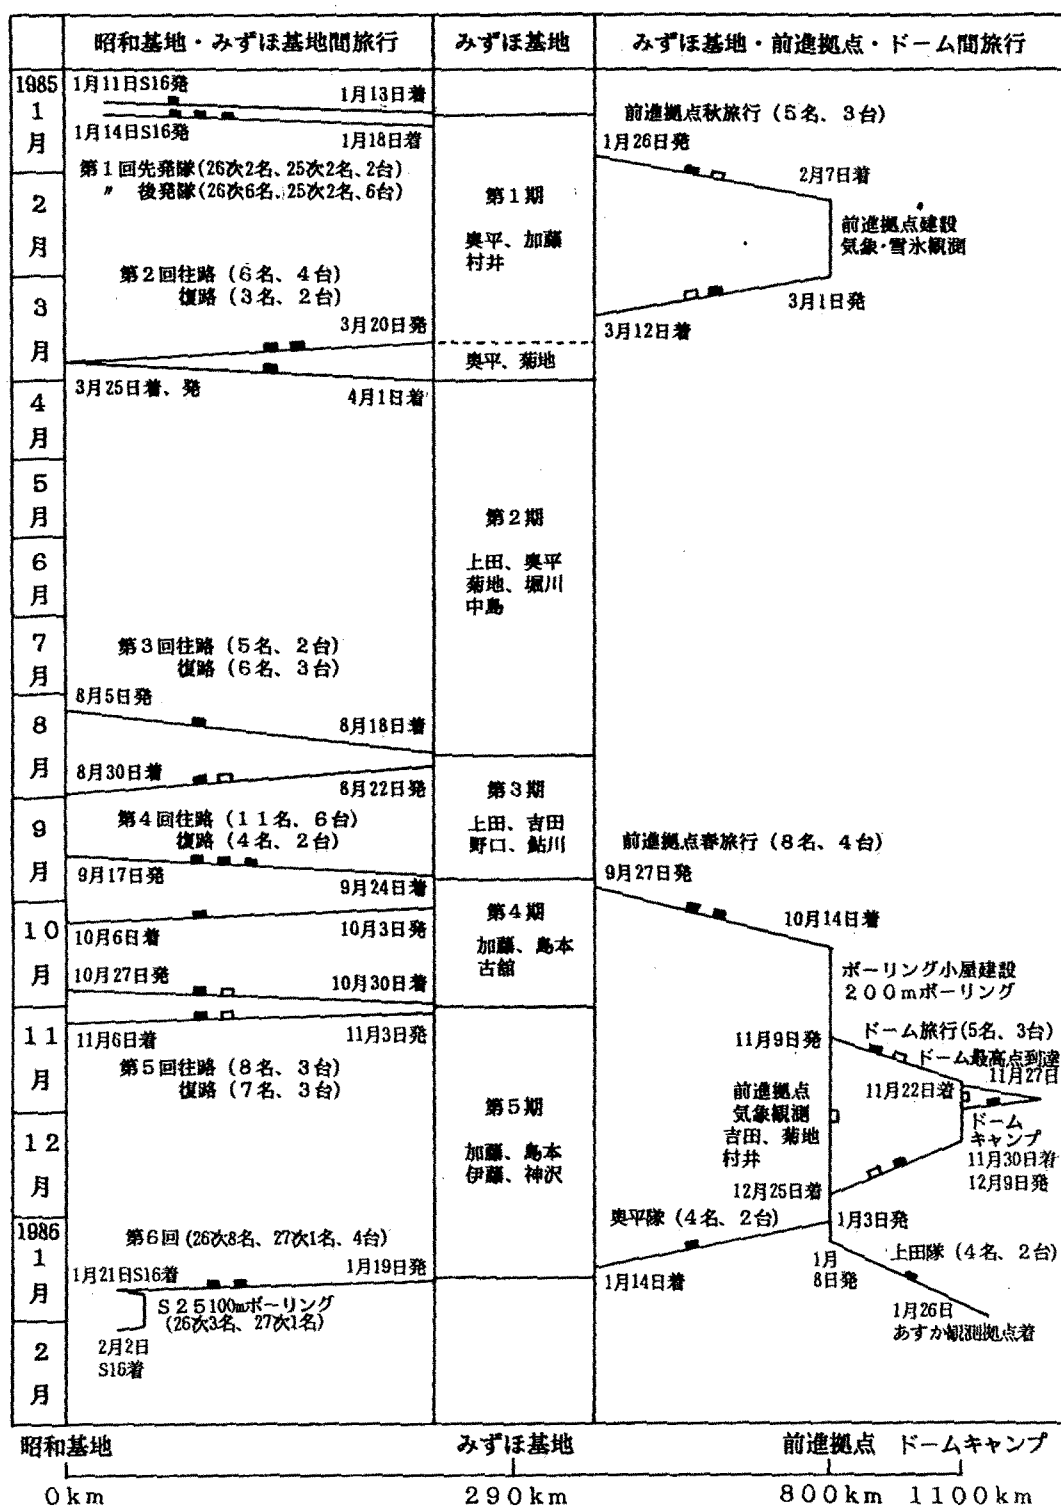 昭和基地・みずほ基地間旅行
みずほ基地
みずほ基地・前進拠点・ドーム間旅行
1985
1
月
2
月
3
月
4
月
5
月
6
月
7
月
8
月
9
月
10
月
11
月
12
月
1986
1
月
2
月
1月11日S16発
1月13日着
1月14日S16発
1月18日着
第1回先発隊(26次2名、25次2名、2台)
〃 後発隊(26次6名、25次2名、6台)
第2回往路(6名、4台)
復路(3名、2台)
3月20日発
3月25日着、発
4月1日着
第3回往路(5名、2台)
復路(6名、3台)
8月5日発
8月18日着
8月30日着
8月22日発
第4回往路(11名、6台)
復路(4名、2台)
9月17日発
9月24日着
10月6日着
10月3日発
10月27日発
10月30日着
11月6日着
11月3日発
第5回往路(8名、3台)
復路(7名、3台)
第6回(26次8名、27次1名、4台)
1月21日S16着
1月19日発
S25100mボーリング
(26次3名、27次1名)
2月2日
S16着
第1期
奥平、加藤
村井
奥平、菊地
第2期
上田、奥平
菊地、堀川
中島
第3期
上田、吉田
野口、鮎川
第4期
加藤、島本
古舘
第5期
加藤、島本
伊藤、神沢
前進拠点秋旅行(5名、3台)
1月26日発
2月7日着
前進拠点建設
気象・雪氷観測
3月1日発
3月12日着
前進拠点春旅行(8名、4台)
9月27日発
10月14日着
ボーリング小屋建設
200mボーリング
11月9日発
ドーム旅行(5名、3台)
ドーム最高点到達
11月27日
11月22日着
前進拠点
気象観測
吉田、菊地
村井
ドーム
キャンプ
11月30日着
12月9日発
12月25日着
奥平隊(4名、2台)
1月3日発
1月14日着
1月
8日発
上田隊(4名、2台)
1月26日
あすか観測拠点着
昭和基地
みずほ基地
前進拠点 ドームキャンプ
0km
290km
800km
1100km